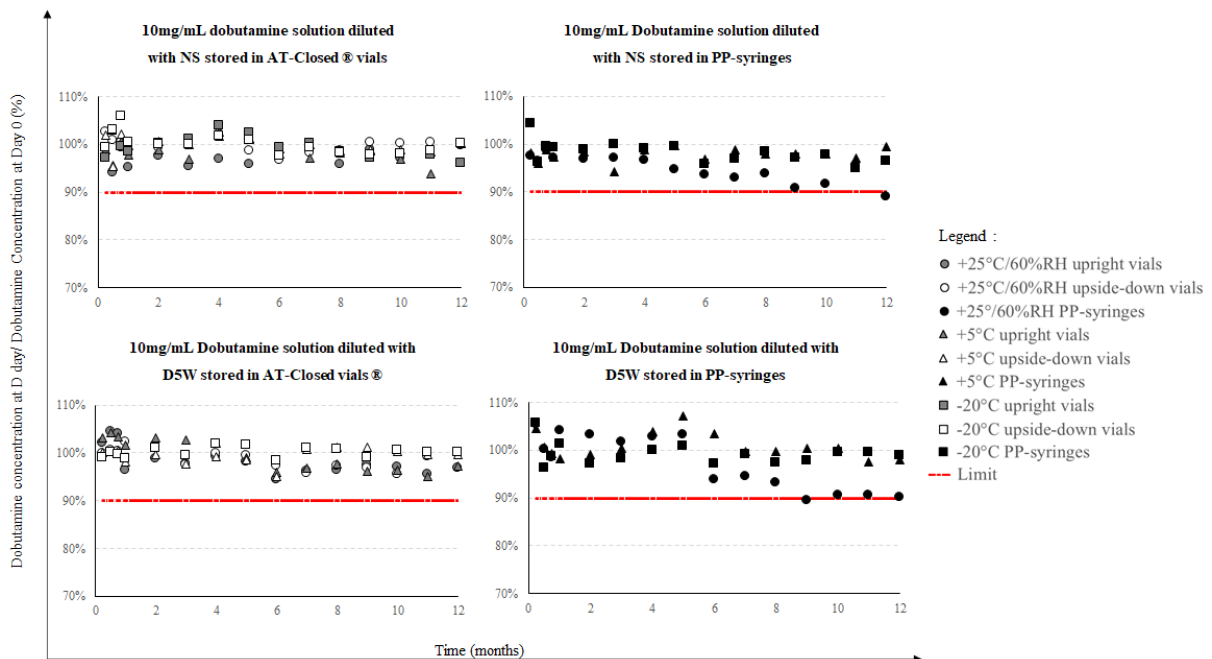 Dobutamine concentration at D day/ Dobutamine Concentration at Day 0 (%)
10mg/mL dobutamine solution diluted
with NS stored in AT-Closed ® vials
110%
100%
90%
80%
70%
0 2 4 6 8 10 12
10mg/mL Dobutamine solution diluted
with NS stored in PP-syringes
110%
100%
90%
80%
70%
0 2 4 6 8 10 12
10mg/mL Dobutamine solution diluted with
D5W stored in AT-Closed vials ®
110%
100%
90%
80%
70%
0 2 4 6 8 10 12
10mg/mL Dobutamine solution diluted with
D5W stored in PP-syringes
110%
100%
90%
80%
70%
0 2 4 6 8 10 12
Time (months)
Legend :
+25°C/60%RH upright vials
+25°C/60%RH upside-down vials
+25°/60%RH PP-syringes
+5°C upright vials
+5°C upside-down vials
+5°C PP-syringes
-20°C upright vials
-20°C upside-down vials
-20°C PP-syringes
Limit